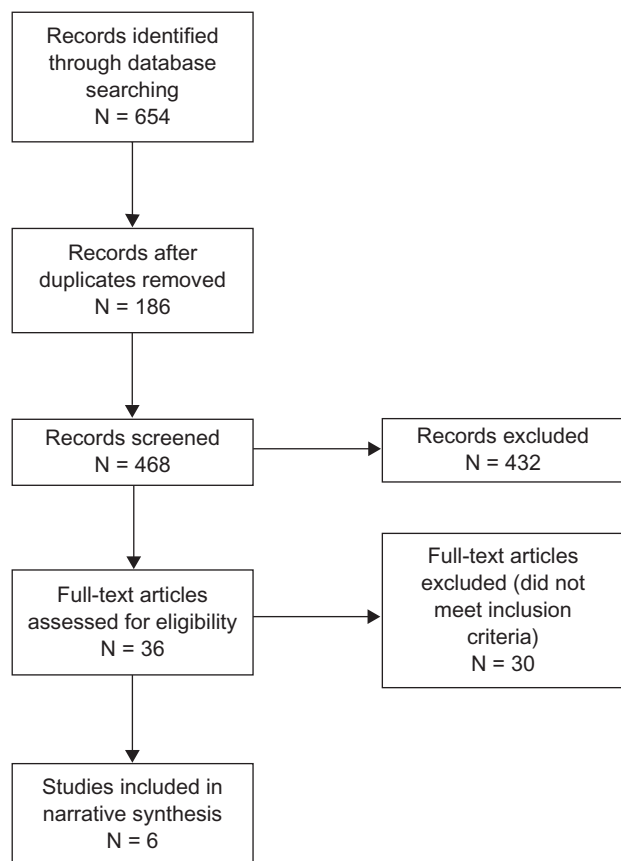 Records identified
through database
searching
N = 654
Records after
duplicates removed
N = 186
Records screened
N = 468
Records excluded
N = 432
Full-text articles
assessed for eligibility
N = 36
Full-text articles
excluded (did not
meet inclusion
criteria)
N = 30
Studies included in
narrative synthesis
N = 6